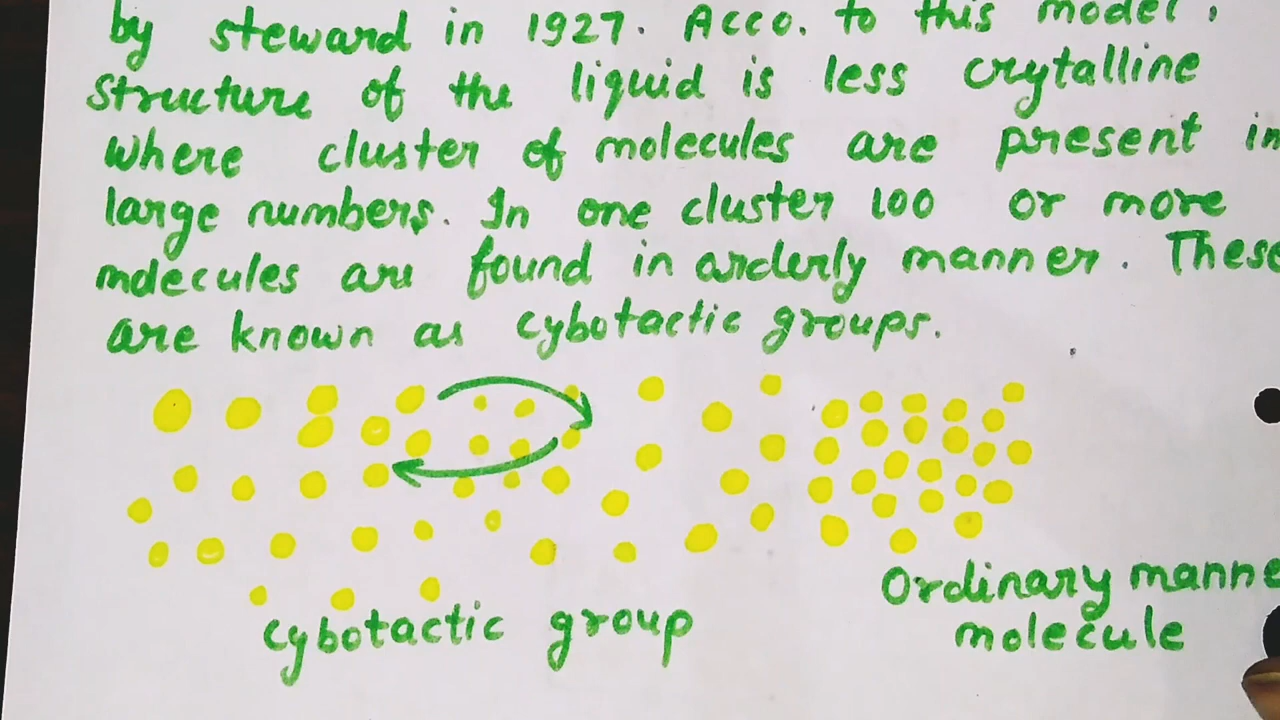 by steward in 1927. Acco. to this model,
structure of the liquid is less crytalline
where cluster of molecules are present in
large numbers. In one cluster 100 or more
molecules are found in arderly manner. These
are known as cybotactic groups.
cybotactic group
Ordinary manne
molecule